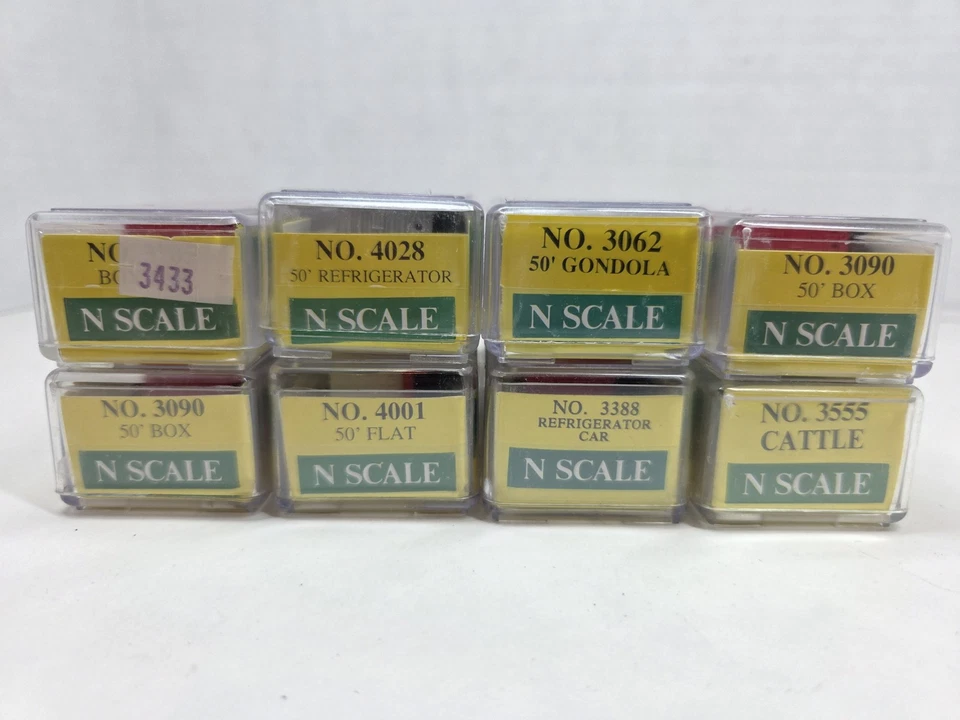 NO
BO
3433
N SCALE
NO. 4028
50' REFRIGERATOR
N SCALE
NO. 3062
50' GONDOLA
N SCALE
NO. 3090
50' BOX
N SCALE
NO. 3090
50' BOX
N SCALE
NO. 4001
50' FLAT
N SCALE
NO. 3388
REFRIGERATOR
CAR
N SCALE
NO. 3555
CATTLE
N SCALE